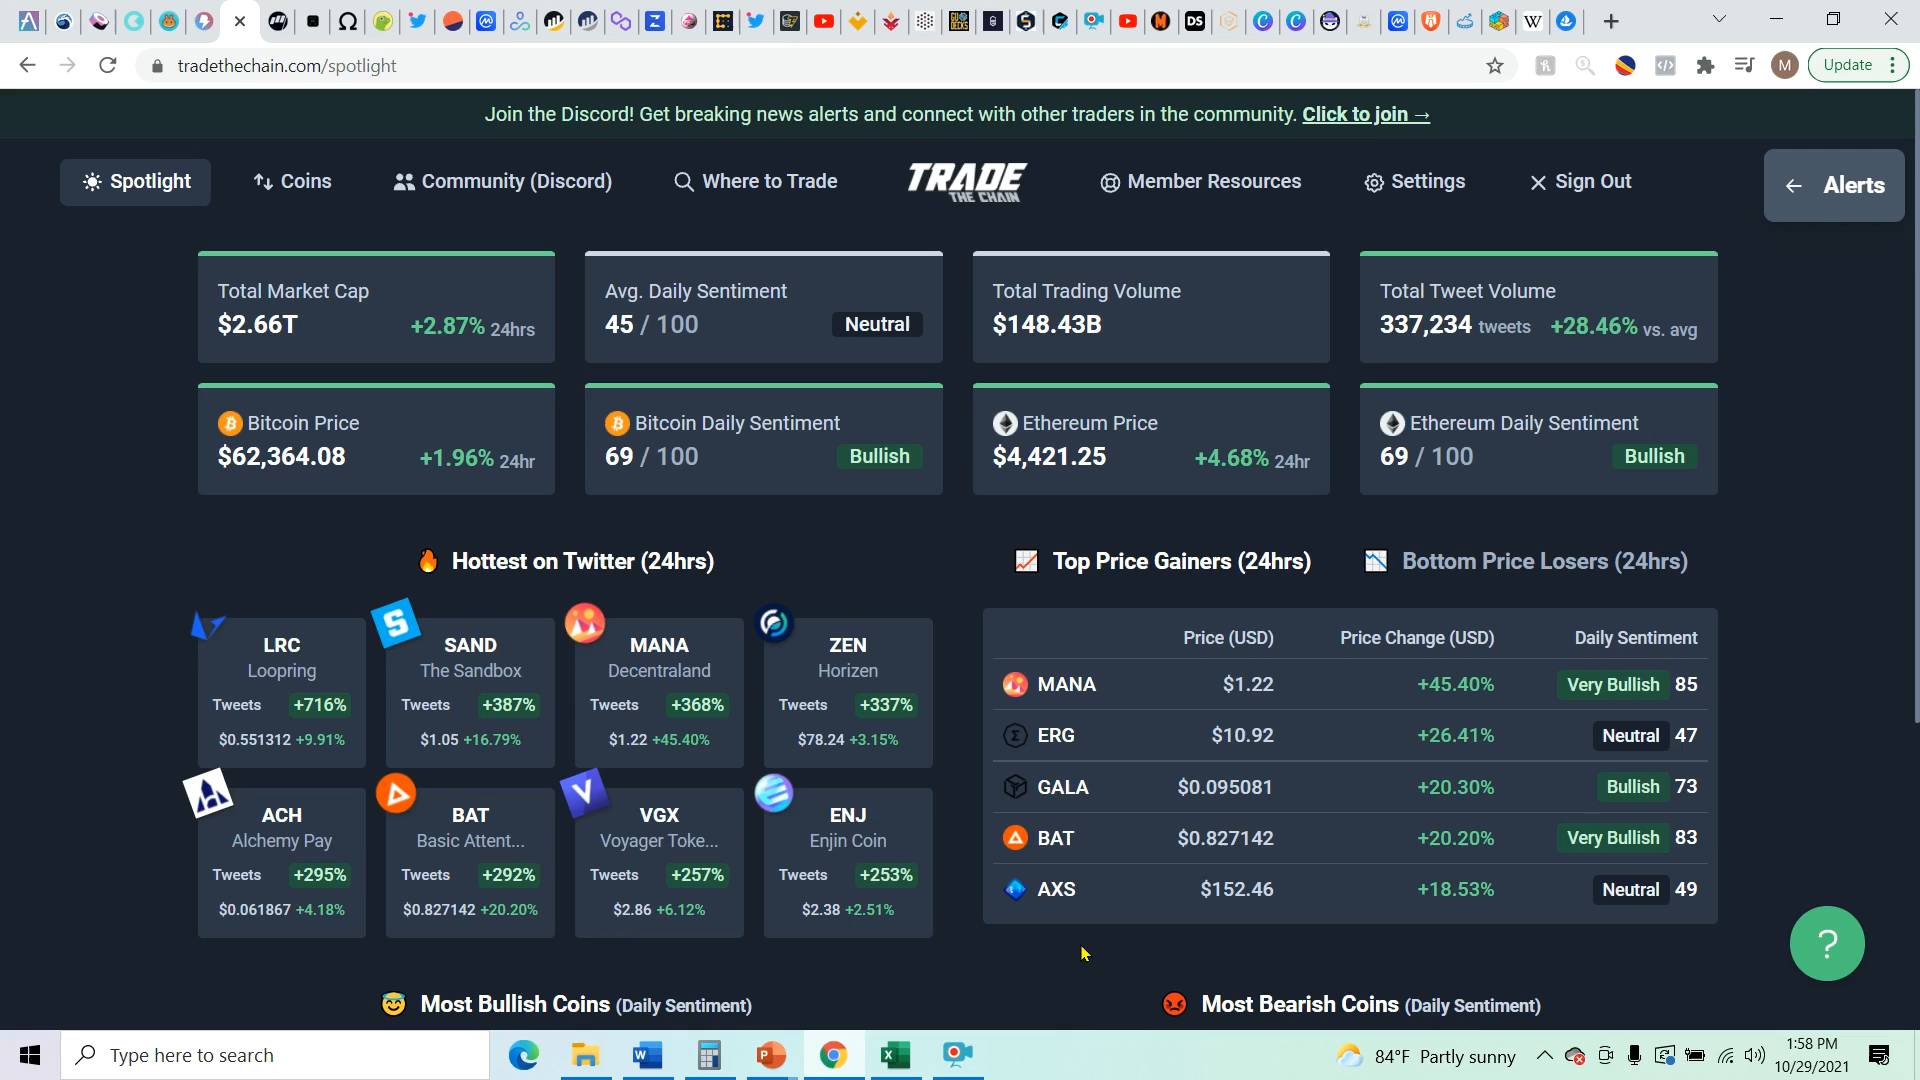 tradethechain.com/spotlight
M
Update
Join the Discord! Get breaking news alerts and connect with other traders in the community. Click to join →
Spotlight
Coins
Community (Discord)
Where to Trade
TRADE
THE CHAIN
Member Resources
Settings
Sign Out
Alerts
Total Market Cap
$2.66T +2.87% 24hrs
Avg. Daily Sentiment
45 / 100 Neutral
Total Trading Volume
$148.43B
Total Tweet Volume
337,234 tweets +28.46% vs. avg
Bitcoin Price
$62,364.08 +1.96% 24hr
Bitcoin Daily Sentiment
69 / 100 Bullish
Ethereum Price
$4,421.25 +4.68% 24hr
Ethereum Daily Sentiment
69 / 100 Bullish
Hottest on Twitter (24hrs)
LRC
Loopring
Tweets +716%
$0.551312 +9.91%
SAND
The Sandbox
Tweets +387%
$1.05 +16.79%
MANA
Decentraland
Tweets +368%
$1.22 +45.40%
ZEN
Horizen
Tweets +337%
$78.24 +3.15%
ACH
Alchemy Pay
Tweets +295%
$0.061867 +4.18%
BAT
Basic Attent...
Tweets +292%
$0.827142 +20.20%
VGX
Voyager Toke...
Tweets +257%
$2.86 +6.12%
ENJ
Enjin Coin
Tweets +253%
$2.38 +2.51%
Top Price Gainers (24hrs)
Bottom Price Losers (24hrs)
Price (USD) Price Change (USD) Daily Sentiment
MANA $1.22 +45.40% Very Bullish 85
ERG $10.92 +26.41% Neutral 47
GALA $0.095081 +20.30% Bullish 73
BAT $0.827142 +20.20% Very Bullish 83
AXS $152.46 +18.53% Neutral 49
?
Most Bullish Coins (Daily Sentiment)
Most Bearish Coins (Daily Sentiment)
Type here to search
84°F Partly sunny
1:58 PM
10/29/2021